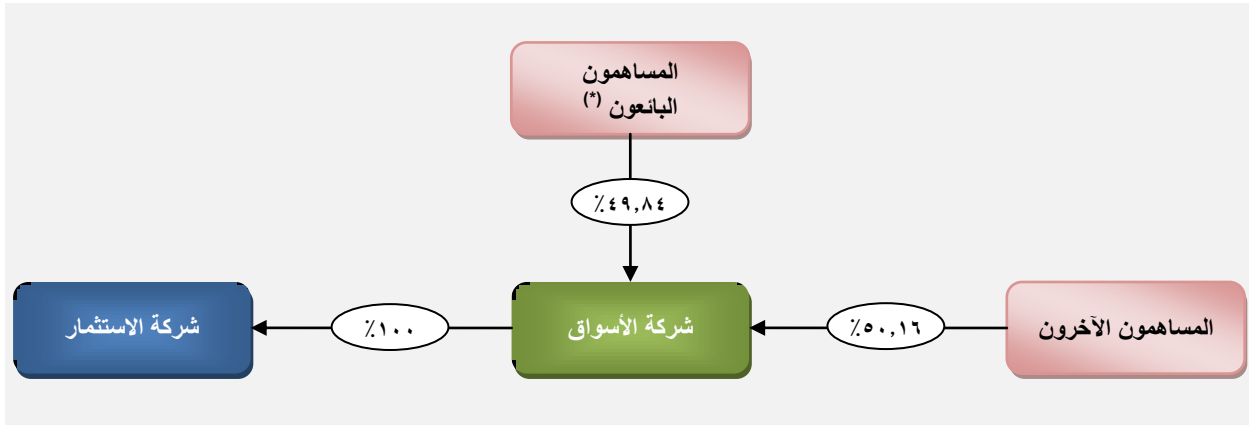 المساهمون
البائعون (*)
٪٤٩,٨٤
المساهمون الآخرون
٪٥٠,١٦
شركة الأسواق
٪١٠٠
شركة الاستثمار